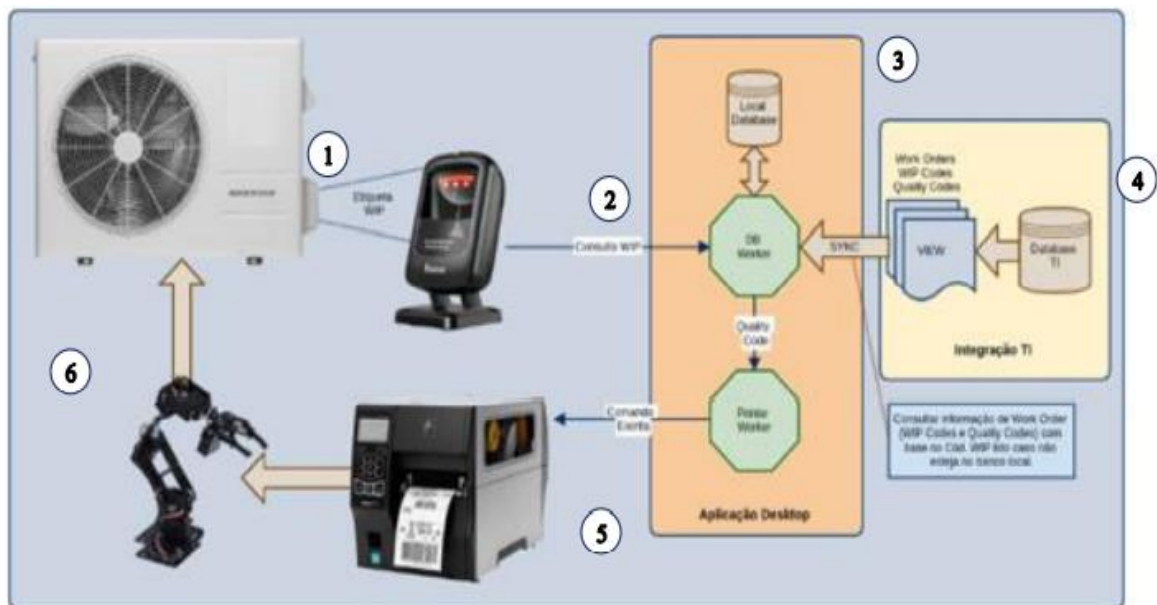 1
Etiqueta
WIP
2
Consulta WIP
3
Local
Database
DB
Worker
SYNC
Quality
Code
Printer
Worker
Aplicação Desktop
4
Work Orders
WIP Codes
Quality Codes
VIEW
Database
TI
Integração TI
Consultar informação de Work Order
(WIP Codes e Quality Codes) com
base no Cód. WIP lido caso não
esteja no banco local.
Comando
Escrita
5
6